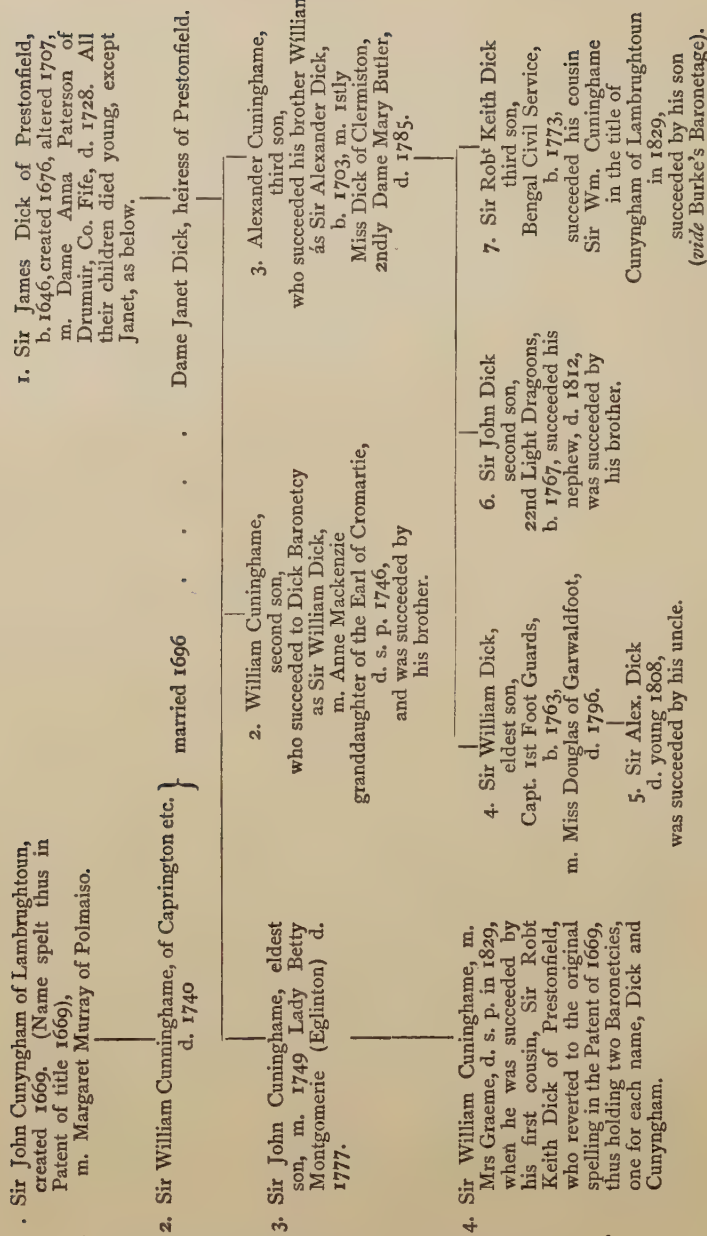 . Sir John Cunyngham of Lambrughtoun,
created 1669. (Name spelt thus in
Patent of title 1669),
m. Margaret Murray of Polmaiso.
1. Sir James Dick of Prestonfield,
b. 1646, created 1676, altered 1707,
m. Dame Anna Paterson of
Drumuir, Co. Fife, d. 1728. All
their children died young, except
Janet, as below.
2. Sir William Cunninghame, of Caprington etc. } married 1696 . . . . Dame Janet Dick, heiress of Prestonfield.
d. 1740
3. Sir John Cuninghame, eldest
son, m. 1749 Lady Betty
Montgomerie (Eglinton) d.
1777.
2. William Cuninghame,
second son,
who succeeded to Dick Baronetcy
as Sir William Dick,
m. Anne Mackenzie
granddaughter of the Earl of Cromartie,
d. s. p. 1746,
and was succeeded by
his brother.
3. Alexander Cuninghame,
third son,
who succeeded his brother William
as Sir Alexander Dick,
b. 1703, m. 1stly
Miss Dick of Clermiston,
2ndly Dame Mary Butler,
d. 1785.
4. Sir William Cuninghame, m.
Mrs Graeme, d. s. p. in 1829,
when he was succeeded by
his first cousin, Sir Robt
Keith Dick of Prestonfield,
who reverted to the original
spelling in the Patent of 1669,
thus holding two Baronetcies,
one for each name, Dick and
Cunyngham.
4. Sir William Dick,
eldest son,
Capt. 1st Foot Guards,
b. 1763,
m. Miss Douglas of Garwaldfoot,
d. 1796.
5. Sir Alex. Dick
d. young 1808,
was succeeded by his uncle.
6. Sir John Dick
second son,
22nd Light Dragoons,
b. 1767, succeeded his
nephew, d. 1812,
was succeeded by
his brother.
7. Sir Robt Keith Dick
third son,
Bengal Civil Service,
b. 1773,
succeeded his cousin
Sir Wm. Cuninghame
in the title of
Cunyngham of Lambrughtoun
in 1829,
succeeded by his son
(vide Burke's Baronetage).